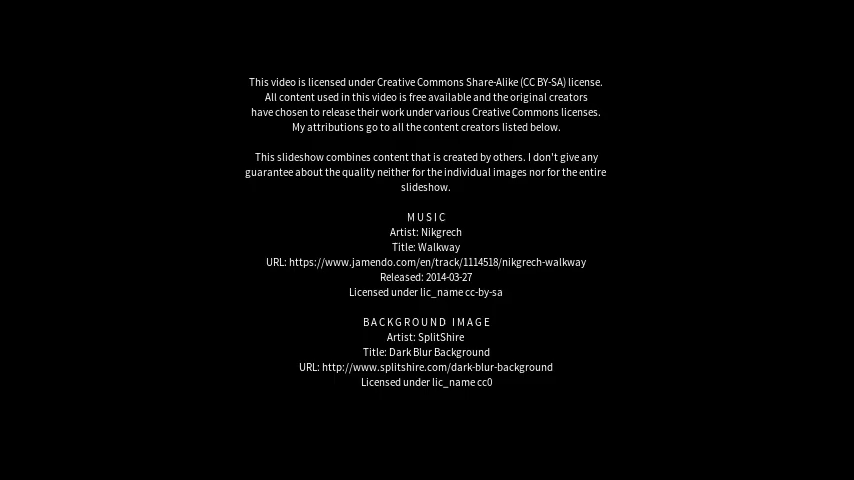 This video is licensed under Creative Commons Share-Alike (CC BY-SA) license.
All content used in this video is free available and the original creators
have chosen to release their work under various Creative Commons licenses.
My attributions go to all the content creators listed below.
This slideshow combines content that is created by others. I don't give any
guarantee about the quality neither for the individual images nor for the entire
slideshow.
MUSIC
Artist: Nikgrech
Title: Walkway
URL: https://www.jamendo.com/en/track/1114518/nikgrech-walkway
Released: 2014-03-27
Licensed under lic_name cc-by-sa
BACKGROUND IMAGE
Artist: SplitShire
Title: Dark Blur Background
URL: http://www.splitshire.com/dark-blur-background
Licensed under lic_name cc0